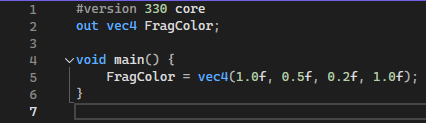 1 #version 330 core
2 out vec4 FragColor;
3
4 void main() {
5     FragColor = vec4(1.0f, 0.5f, 0.2f, 1.0f);
6 }
7